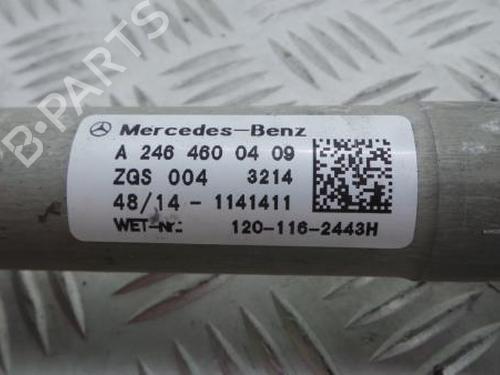 B-PARTS
Mercedes-Benz
A 246 460 04 09
ZGS 004 3214
48/14 - 1141411
WET-Nr.: 120-116-2443H